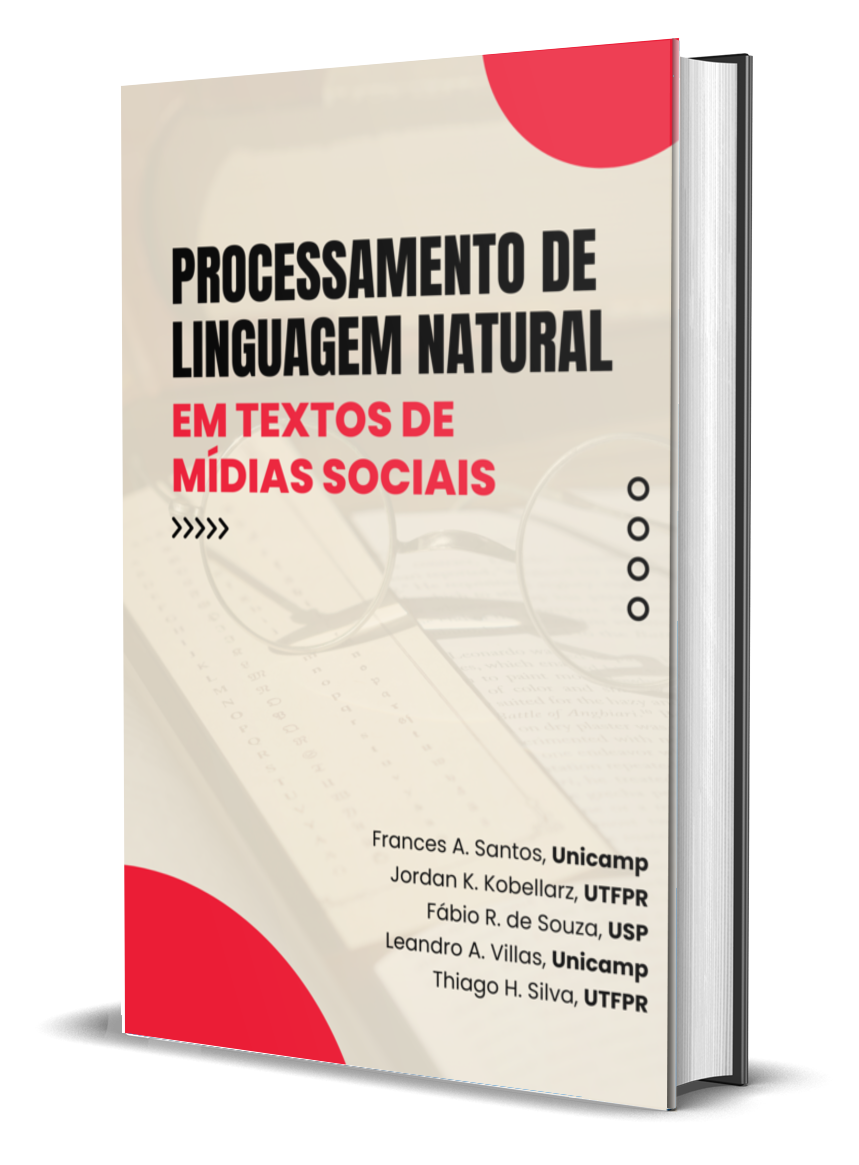 PROCESSAMENTO DE
LINGUAGEM NATURAL
EM TEXTOS DE
MÍDIAS SOCIAIS
Frances A. Santos, Unicamp
Jordan K. Kobellarz, UTFPR
Fábio R. de Souza, USP
Leandro A. Villas, Unicamp
Thiago H. Silva, UTFPR